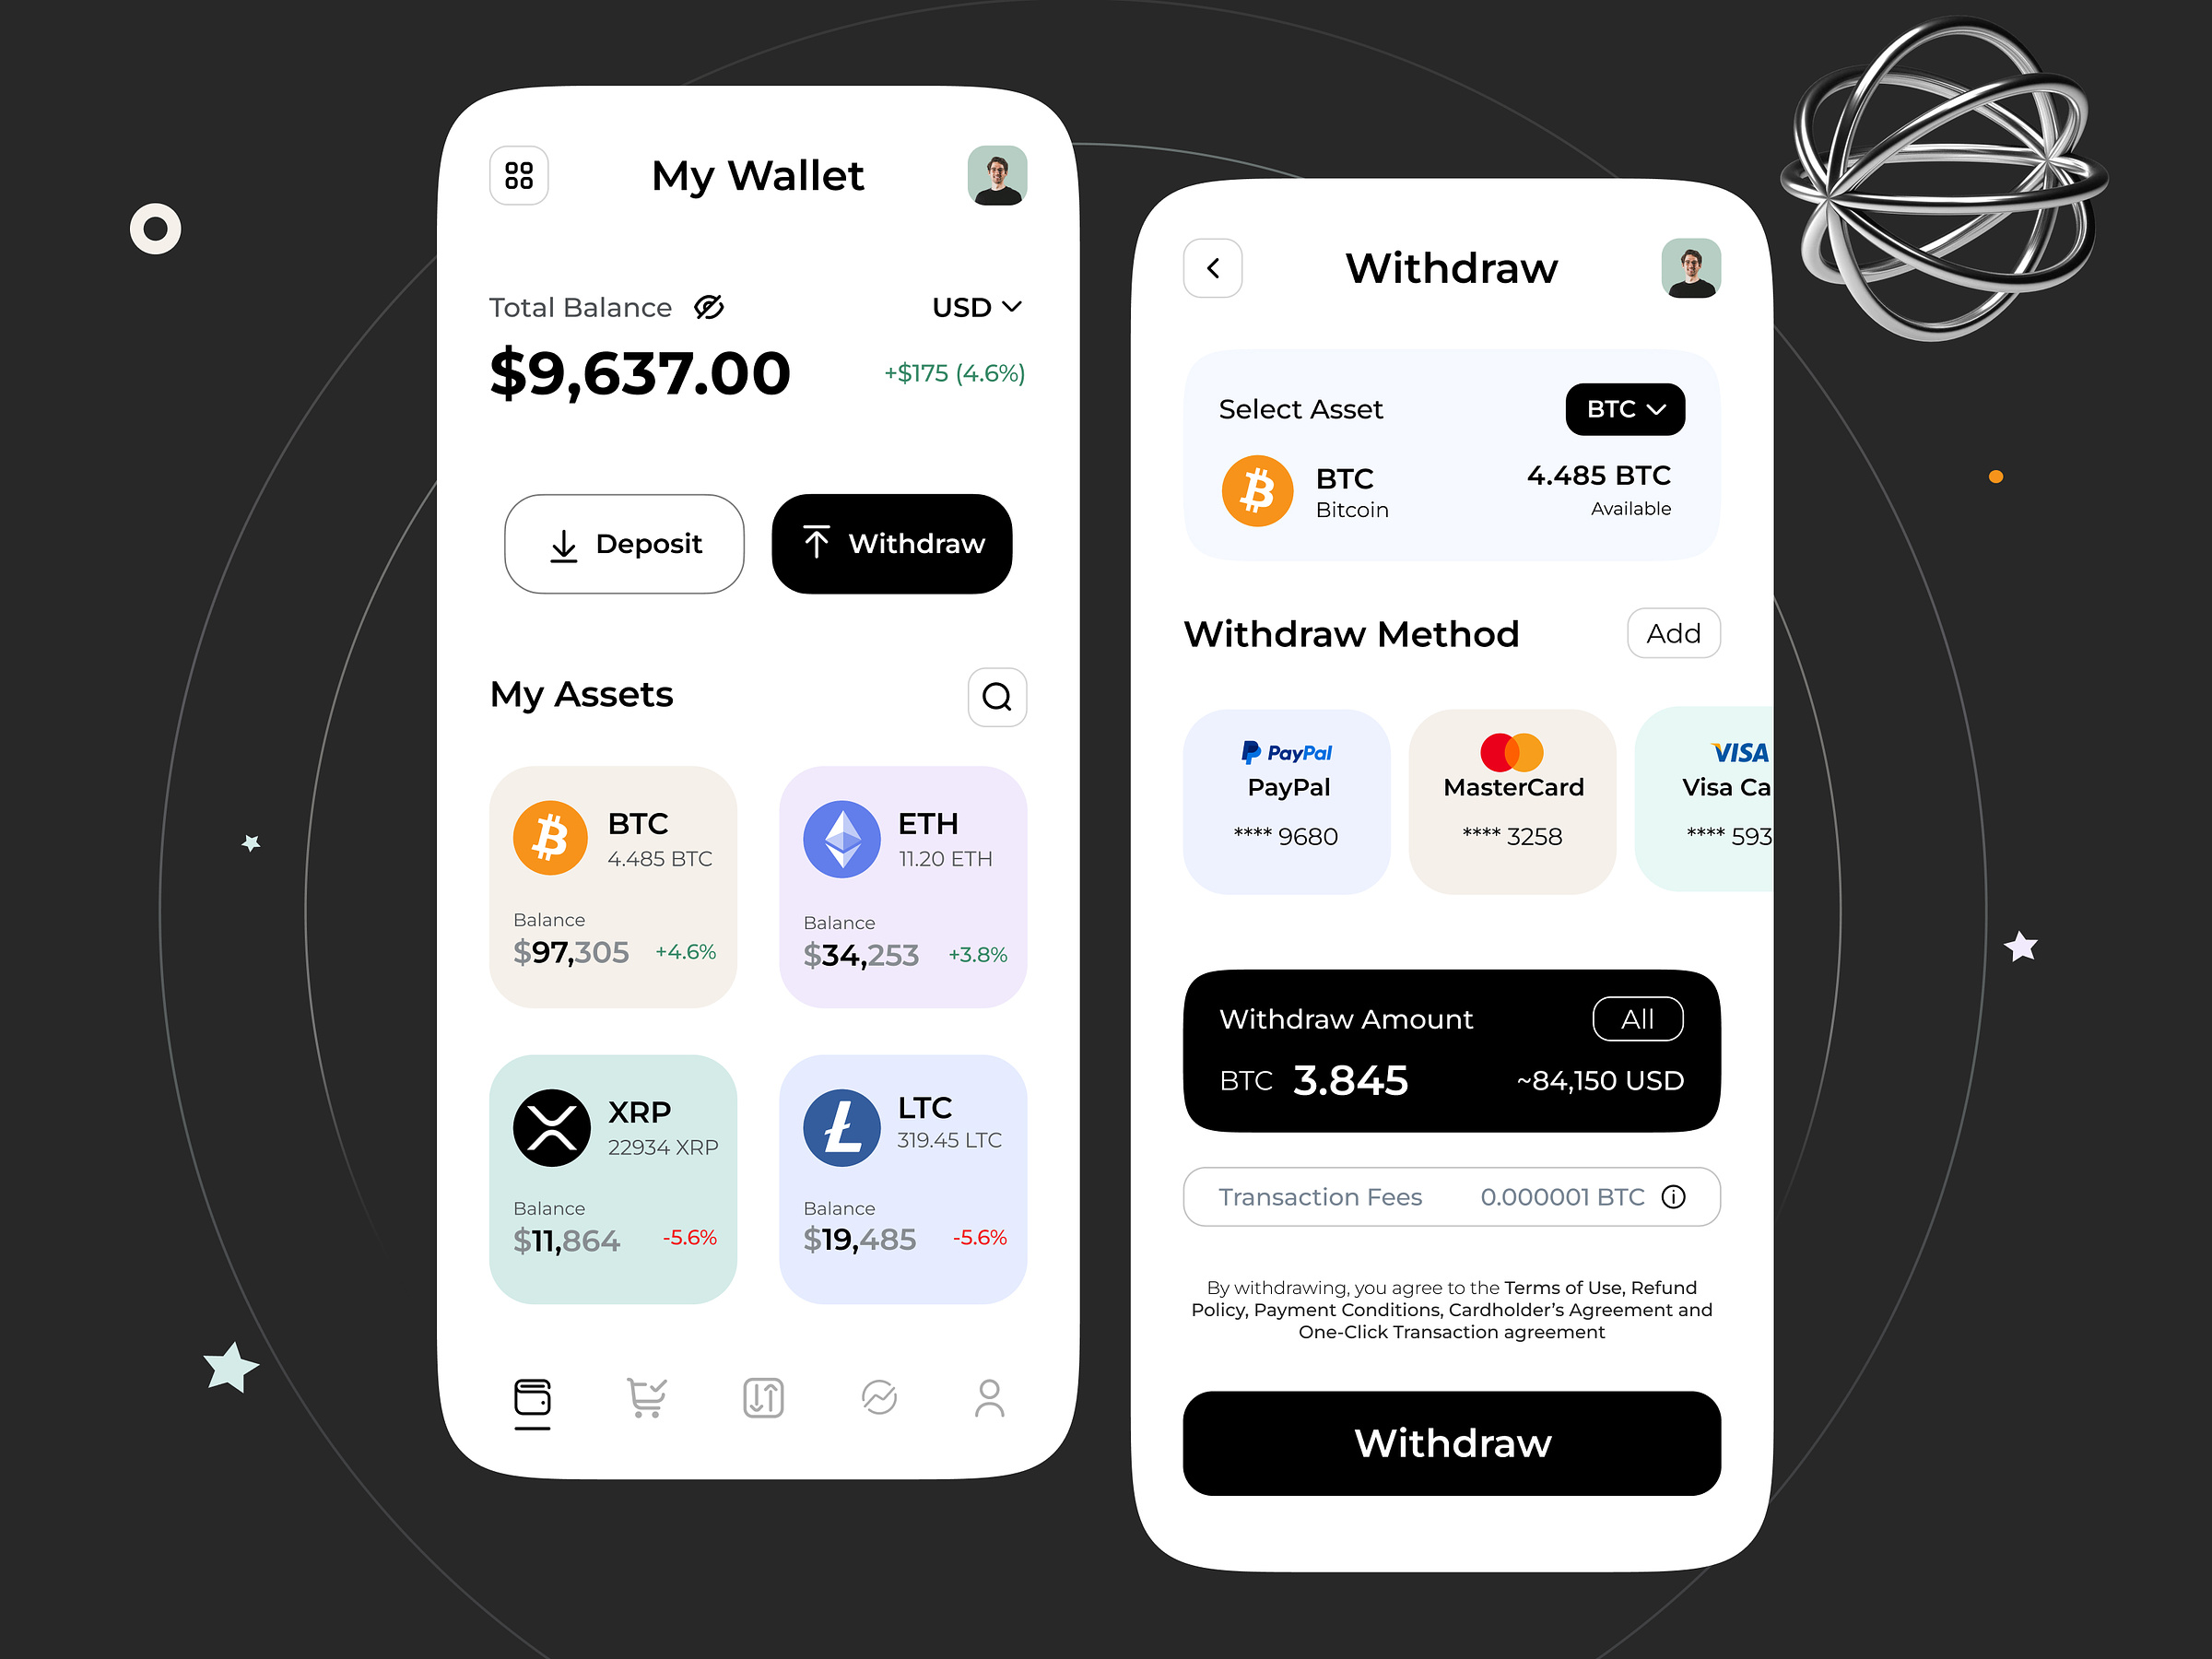 My Wallet
Total Balance
USD
$9,637.00
+$175 (4.6%)
Deposit
Withdraw
My Assets
BTC
4.485 BTC
Balance
$97,305 +4.6%
ETH
11.20 ETH
Balance
$34,253 +3.8%
XRP
22934 XRP
Balance
$11,864 -5.6%
LTC
319.45 LTC
Balance
$19,485 -5.6%
Withdraw
Select Asset
BTC
BTC
Bitcoin
4.485 BTC
Available
Withdraw Method
Add
PayPal
PayPal
**** 9680
MasterCard
**** 3258
VISA
Visa Ca
**** 593
Withdraw Amount
All
BTC 3.845
~84,150 USD
Transaction Fees
0.000001 BTC
By withdrawing, you agree to the Terms of Use, Refund
Policy, Payment Conditions, Cardholder’s Agreement and
One-Click Transaction agreement
Withdraw